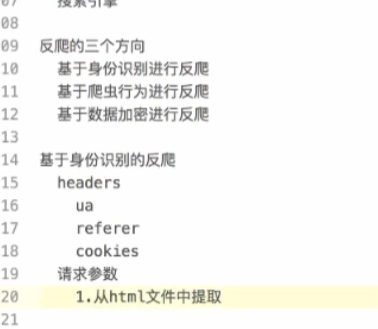 07 搜索引擎
08
09 反爬的三个方向
10 基于身份识别进行反爬
11 基于爬虫行为进行反爬
12 基于数据加密进行反爬
13
14 基于身份识别的反爬
15 headers
16 ua
17 referer
18 cookies
19 请求参数
20 1.从html文件中提取
21